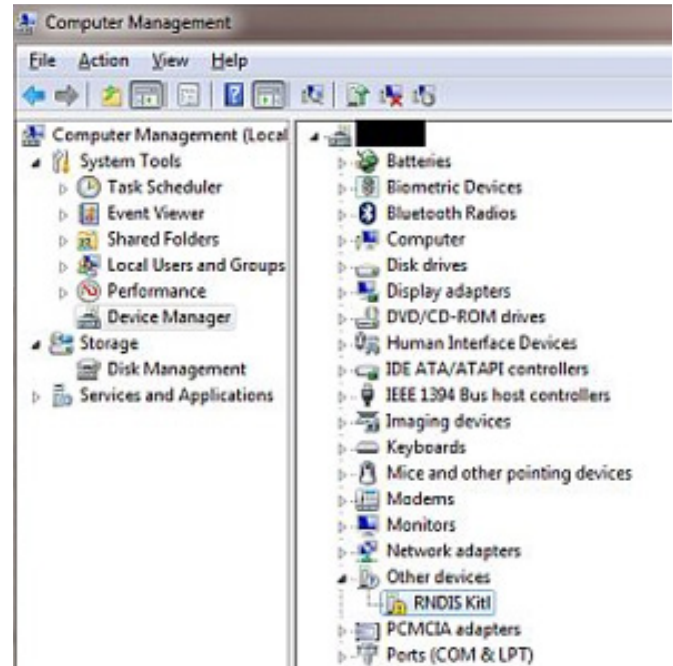 Computer Management
File Action View Help
Computer Management (Local
System Tools
Task Scheduler
Event Viewer
Shared Folders
Local Users and Groups
Performance
Device Manager
Storage
Disk Management
Services and Applications
Batteries
Biometric Devices
Bluetooth Radios
Computer
Disk drives
Display adapters
DVD/CD-ROM drives
Human Interface Devices
IDE ATA/ATAPI controllers
IEEE 1394 Bus host controllers
Imaging devices
Keyboards
Mice and other pointing devices
Modems
Monitors
Network adapters
Other devices
RNDIS Kitl
PCMCIA adapters
Ports (COM & LPT)